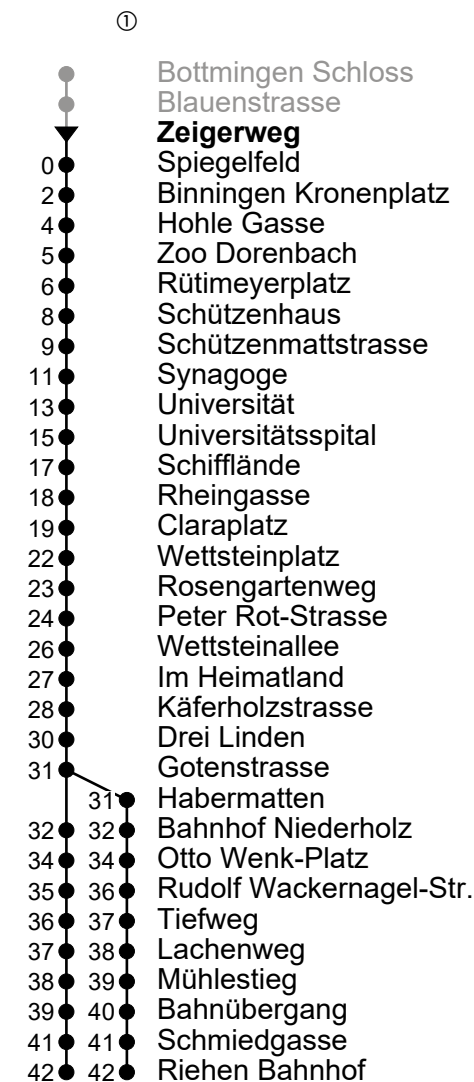 ①
Bottmingen Schloss
Blauenstrasse
Zeigerweg
0 Spiegelfeld
2 Binningen Kronenplatz
4 Hohle Gasse
5 Zoo Dorenbach
6 Rütimeyerplatz
8 Schützenhaus
9 Schützenmattstrasse
11 Synagoge
13 Universität
15 Universitätsspital
17 Schifflände
18 Rheingasse
19 Claraplatz
22 Wettsteinplatz
23 Rosengartenweg
24 Peter Rot-Strasse
26 Wettsteinallee
27 Im Heimatland
28 Käferholzstrasse
30 Drei Linden
31 Gotenstrasse
31 Habermatten
32 32 Bahnhof Niederholz
34 34 Otto Wenk-Platz
35 36 Rudolf Wackernagel-Str.
36 37 Tiefweg
37 38 Lachenweg
38 39 Mühlestieg
39 40 Bahnübergang
41 41 Schmiedgasse
42 42 Riehen Bahnhof